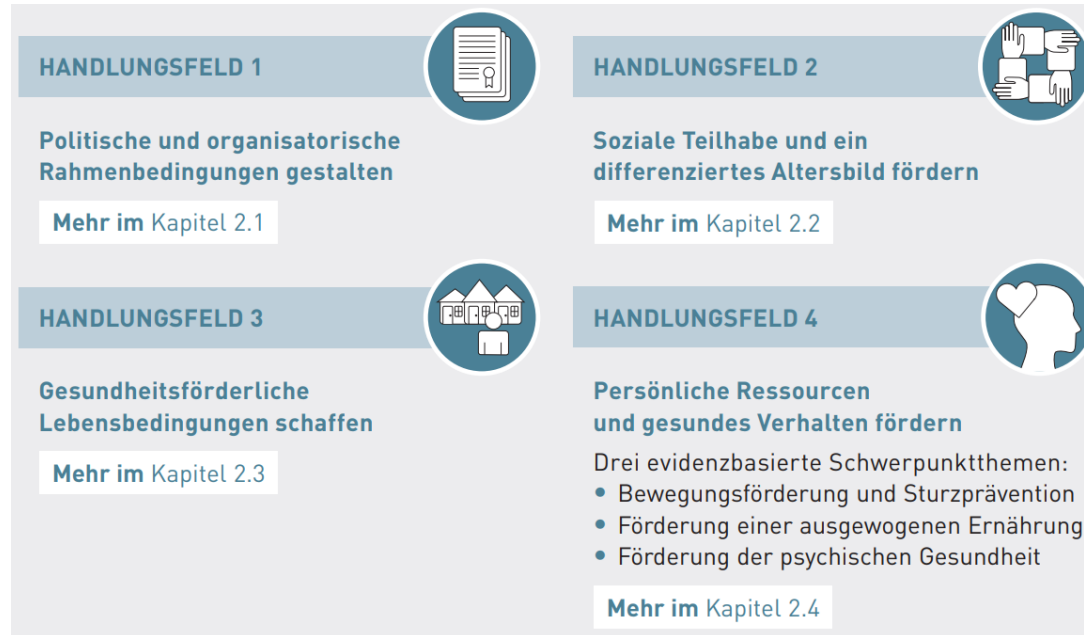 HANDLUNGSFELD 1
Politische und organisatorische
Rahmenbedingungen gestalten
Mehr im Kapitel 2.1
HANDLUNGSFELD 2
Soziale Teilhabe und ein
differenziertes Altersbild fördern
Mehr im Kapitel 2.2
HANDLUNGSFELD 3
Gesundheitsförderliche
Lebensbedingungen schaffen
Mehr im Kapitel 2.3
HANDLUNGSFELD 4
Persönliche Ressourcen
und gesundes Verhalten fördern
Drei evidenzbasierte Schwerpunktthemen:
• Bewegungsförderung und Sturzprävention
• Förderung einer ausgewogenen Ernährung
• Förderung der psychischen Gesundheit
Mehr im Kapitel 2.4